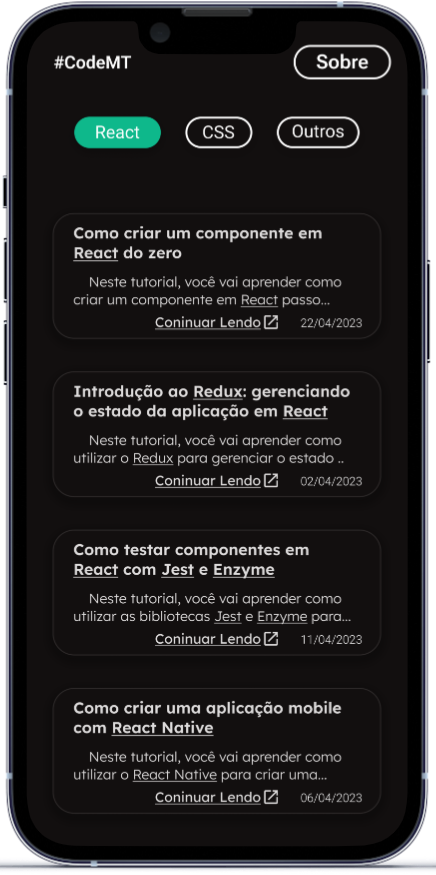 #CodeMT
Sobre
React
CSS
Outros
Como criar um componente em
React do zero
Neste tutorial, você vai aprender como
criar um componente em React passo...
Coninuar Lendo
22/04/2023
Introdução ao Redux: gerenciando
o estado da aplicação em React
Neste tutorial, você vai aprender como
utilizar o Redux para gerenciar o estado ..
Coninuar Lendo
02/04/2023
Como testar componentes em
React com Jest e Enzyme
Neste tutorial, você vai aprender como
utilizar as bibliotecas Jest e Enzyme para...
Coninuar Lendo
11/04/2023
Como criar uma aplicação mobile
com React Native
Neste tutorial, você vai aprender como
utilizar o React Native para criar uma...
Coninuar Lendo
06/04/2023